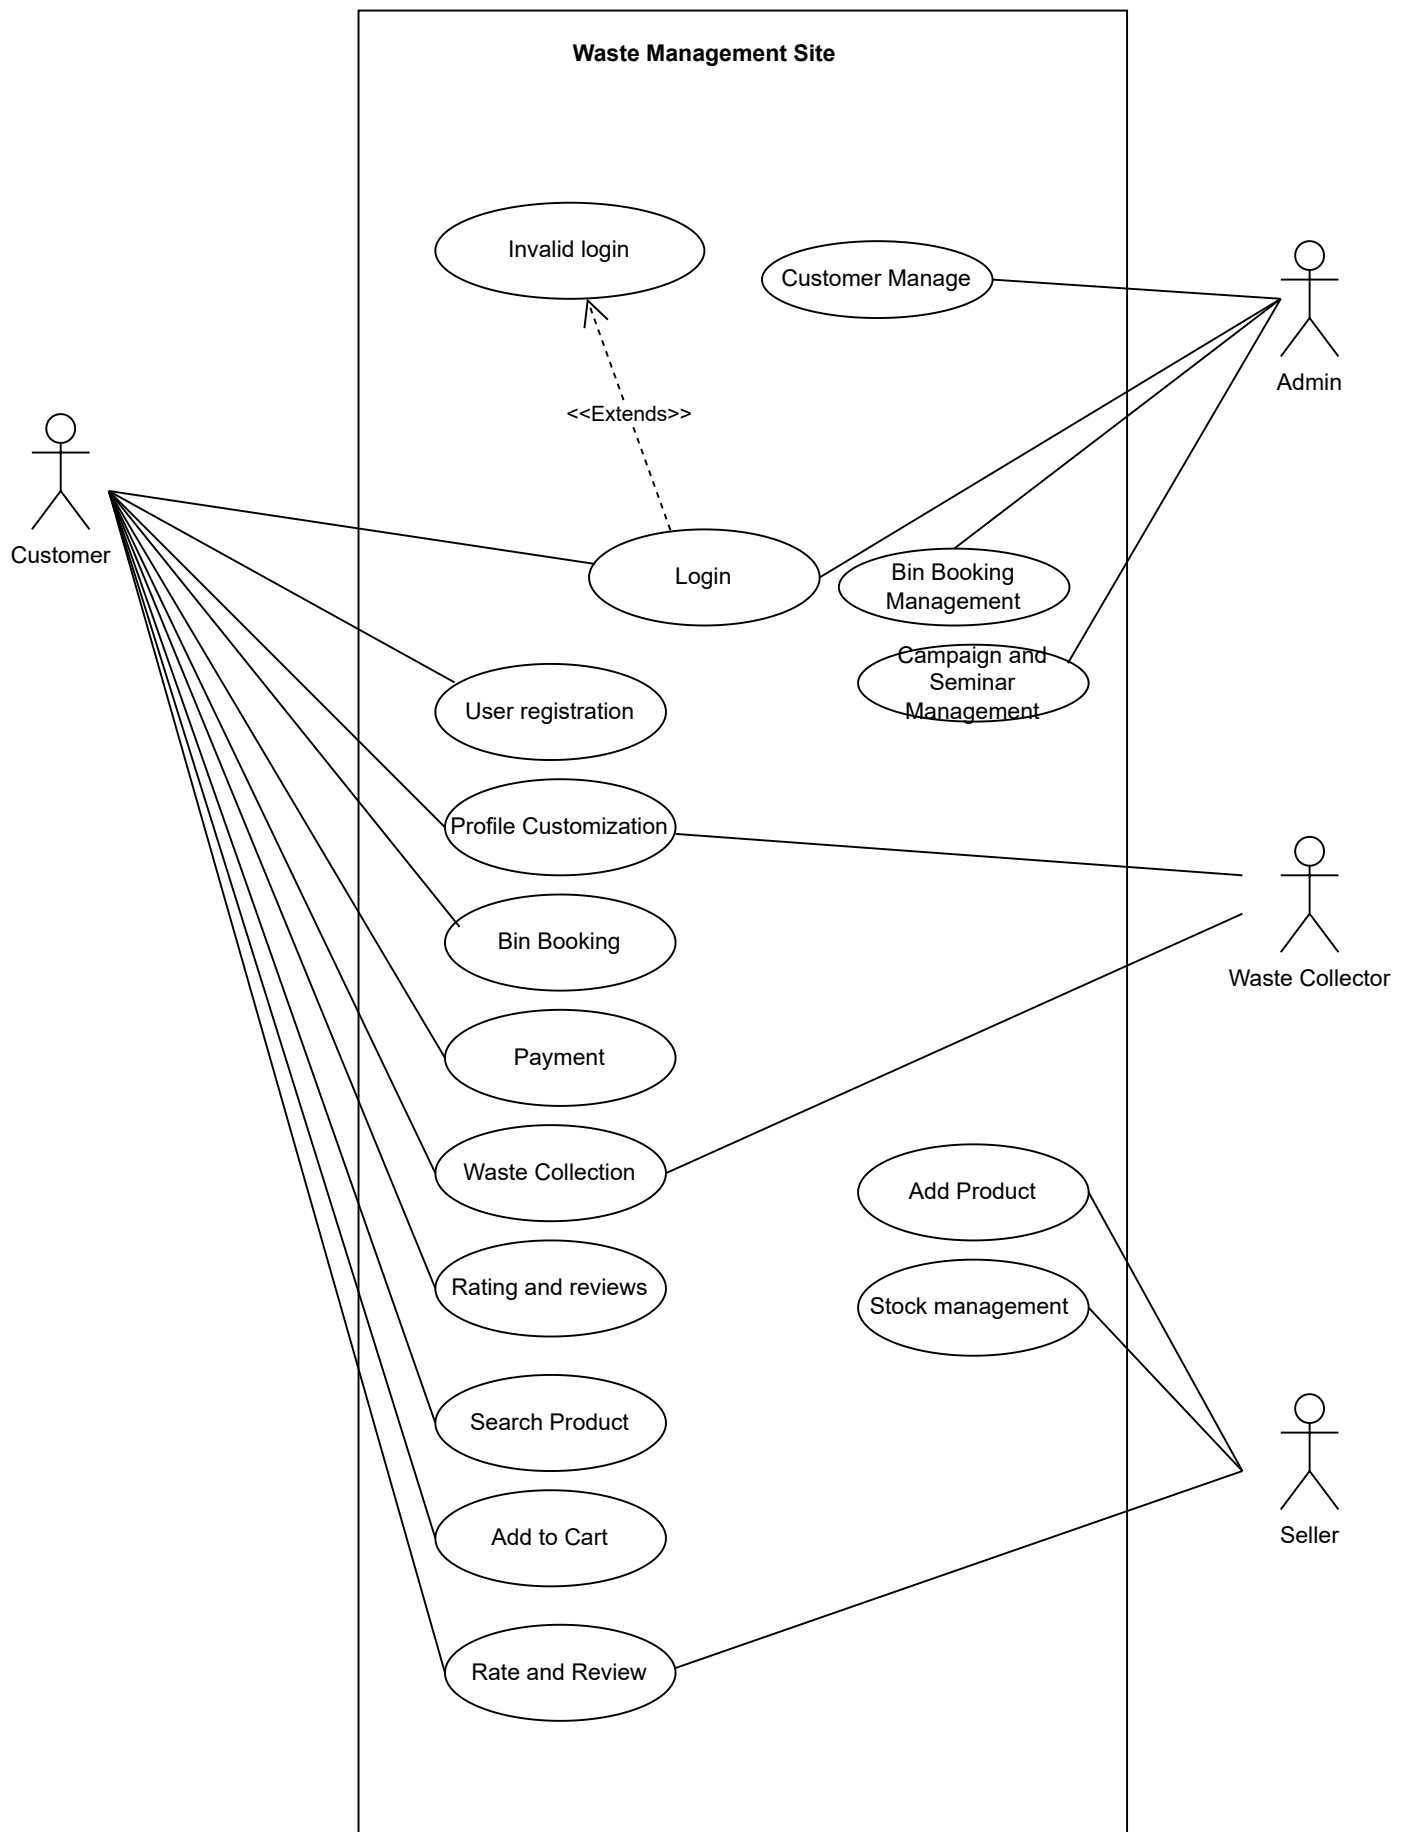 Waste Management Site
Invalid login
Customer Manage
Admin
<<Extends>>
Customer
Login
Bin Booking
Management
Campaign and
Seminar
Management
User registration
Profile Customization
Bin Booking
Waste Collector
Payment
Waste Collection
Add Product
Rating and reviews
Stock management
Search Product
Add to Cart
Seller
Rate and Review